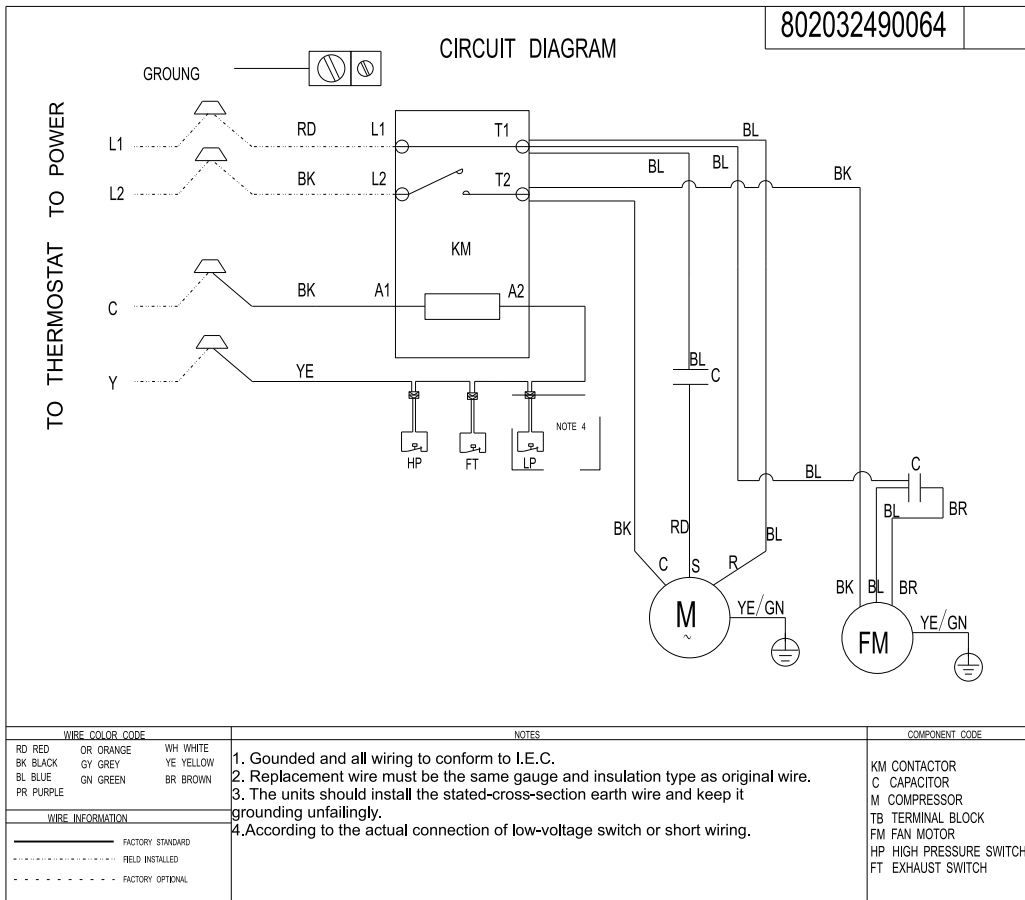 802032490064
CIRCUIT DIAGRAM
GROUNG
TO THERMOSTAT TO POWER
L1 RD L1 T1 BL
BL BL
L2 BK L2 T2 BK
KM
C BK A1 A2
Y YE
BL
C
NOTE 4
HP FT LP
BL C
BL BR
BK RD BL
C S R
BK BL BR
M
~
YE/GN
FM
YE/GN
WIRE COLOR CODE
RD RED OR ORANGE WH WHITE
BK BLACK GY GREY YE YELLOW
BL BLUE GN GREEN BR BROWN
PR PURPLE
WIRE INFORMATION
FACTORY STANDARD
FIELD INSTALLED
FACTORY OPTIONAL
NOTES
1. Gounded and all wiring to conform to I.E.C.
2. Replacement wire must be the same gauge and insulation type as original wire.
3. The units should install the stated-cross-section earth wire and keep it
grounding unfailingly.
4.According to the actual connection of low-voltage switch or short wiring.
COMPONENT CODE
KM CONTACTOR
C CAPACITOR
M COMPRESSOR
TB TERMINAL BLOCK
FM FAN MOTOR
HP HIGH PRESSURE SWITCH
FT EXHAUST SWITCH